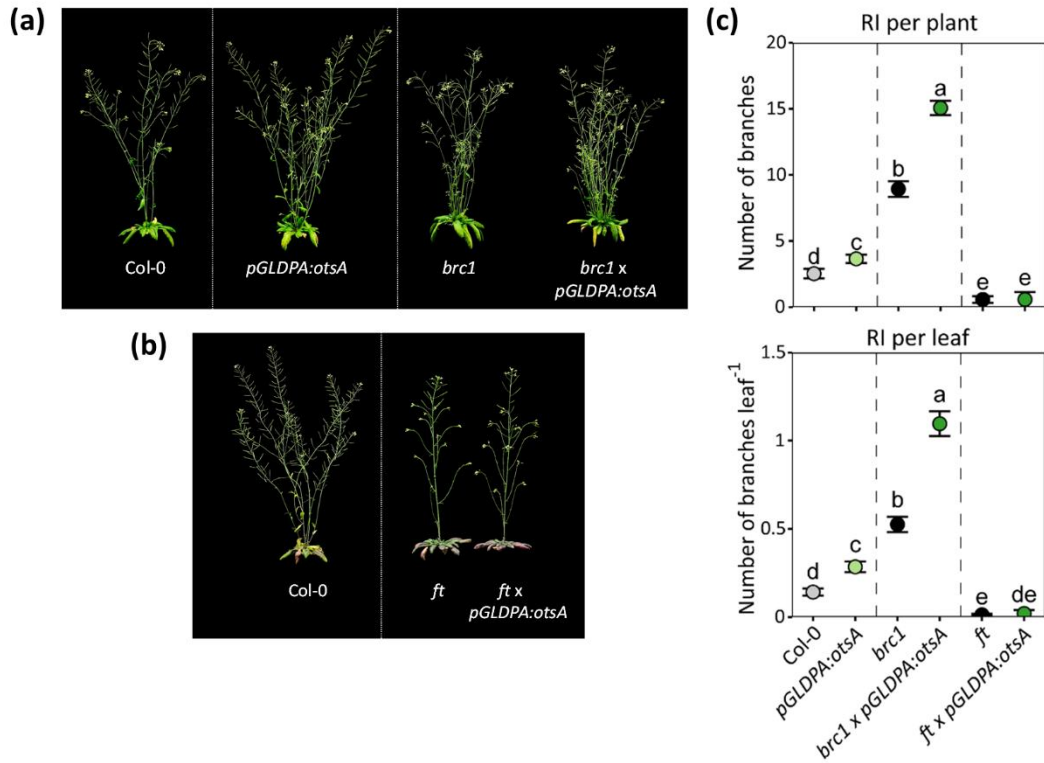 (a)
Col-0
pGLDPA:otsA
brc1
brc1 x
pGLDPA:otsA
(b)
Col-0
ft
ft x
pGLDPA:otsA
(c)
RI per plant
Number of branches
20
15
10
5
0
d
c
b
a
e
e
RI per leaf
Number of branches leaf⁻¹
1.5
1
0.5
0
d
c
b
a
e
de
Col-0
pGLDPA:otsA
brc1
brc1 x pGLDPA:otsA
ft
ft x pGLDPA:otsA